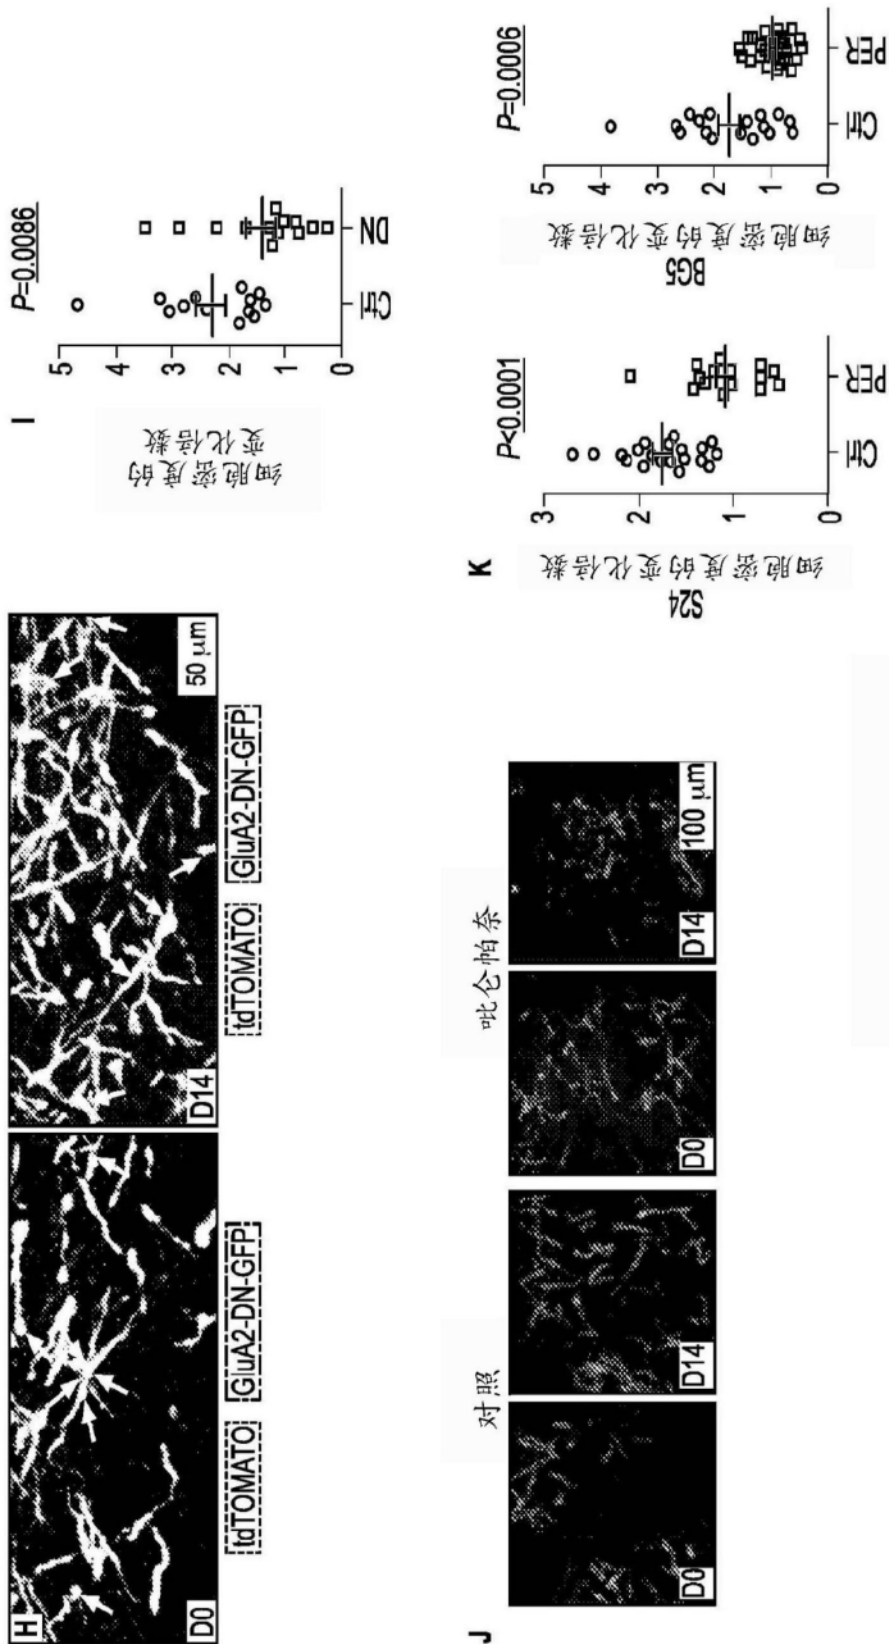 H
D0
D14
50 μm
tdTOMATO
GluA2-DN-GFP
tdTOMATO
GluA2-DN-GFP
I
细胞密度的
变化倍数
P=0.0086
5
4
3
2
1
0
Ctrl
DN
J
对照
吡仑帕奈
D0
D14
D0
D14
100 μm
K
S24
细胞密度的变化倍数
P<0.0001
3
2
1
0
Ctrl
PER
BG5
细胞密度的变化倍数
P=0.0006
5
4
3
2
1
0
Ctrl
PER